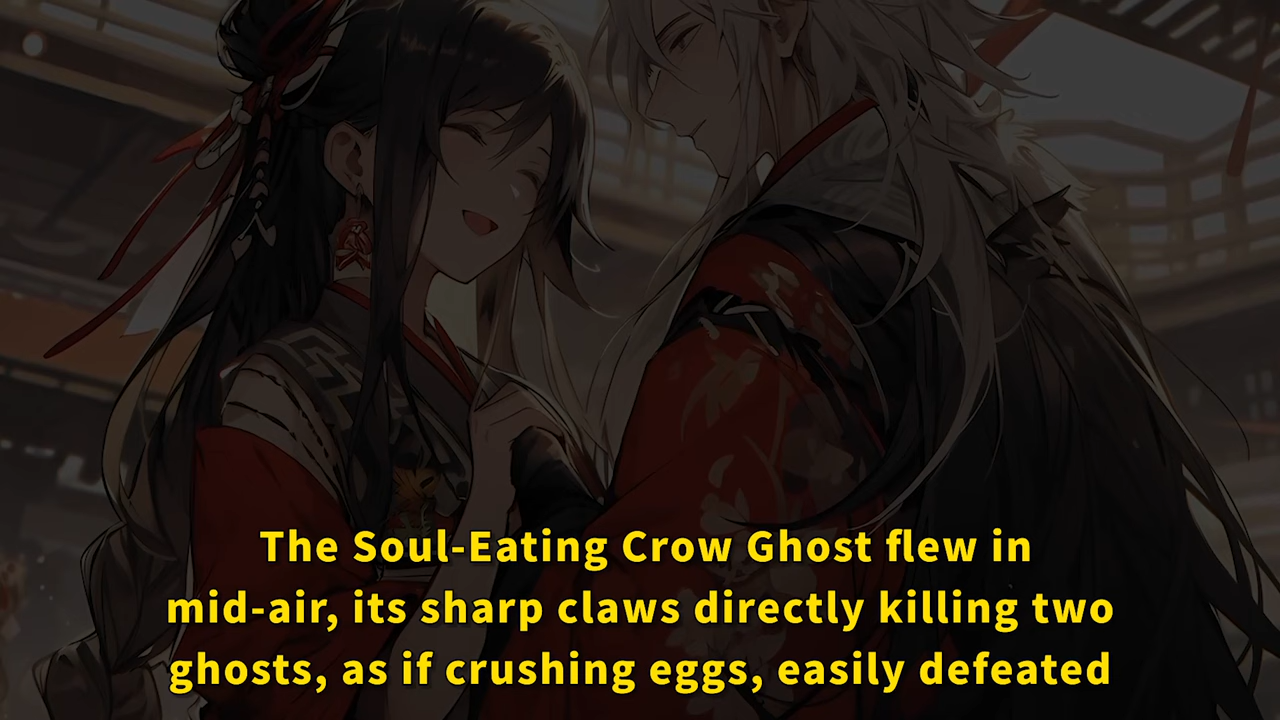 The Soul-Eating Crow Ghost flew in
mid-air, its sharp claws directly killing two
ghosts, as if crushing eggs, easily defeated